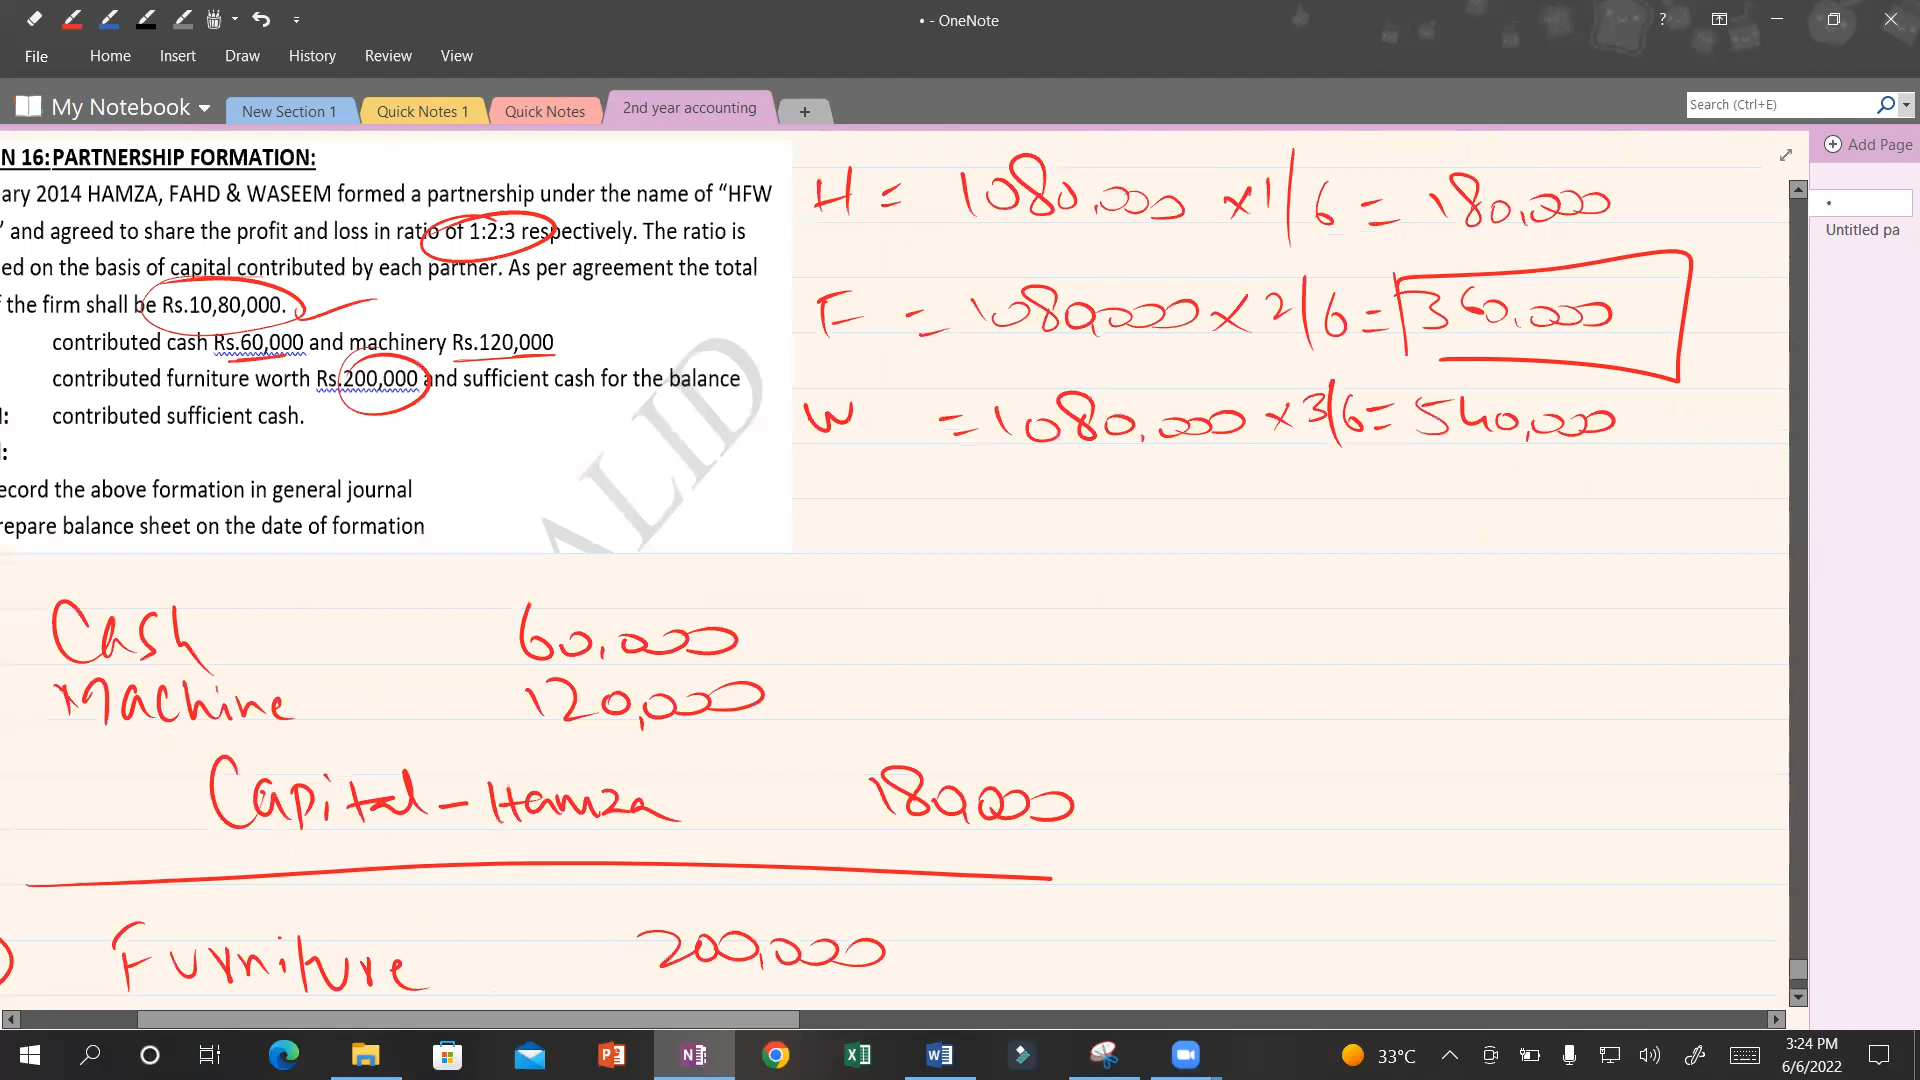 • - OneNote
File Home Insert Draw History Review View
My Notebook New Section 1 Quick Notes 1 Quick Notes 2nd year accounting +
Search (Ctrl+E)
Add Page
•
Untitled pa
N 16: PARTNERSHIP FORMATION:
ary 2014 HAMZA, FAHD & WASEEM formed a partnership under the name of “HFW
” and agreed to share the profit and loss in ratio of 1:2:3 respectively. The ratio is
ed on the basis of capital contributed by each partner. As per agreement the total
f the firm shall be Rs.10,80,000.
contributed cash Rs.60,000 and machinery Rs.120,000
contributed furniture worth Rs.200,000 and sufficient cash for the balance
I: contributed sufficient cash.
I:
ecord the above formation in general journal
repare balance sheet on the date of formation
ALID
H = 1080,000 x 1/6 = 180,000
F = 1080,000 x 2/6 = 360,000
W = 1080,000 x 3/6 = 540,000
Cash 60,000
Machine 120,000
Capital - Hamza 180,000
Furniture 200,000
33°C
3:24 PM
6/6/2022